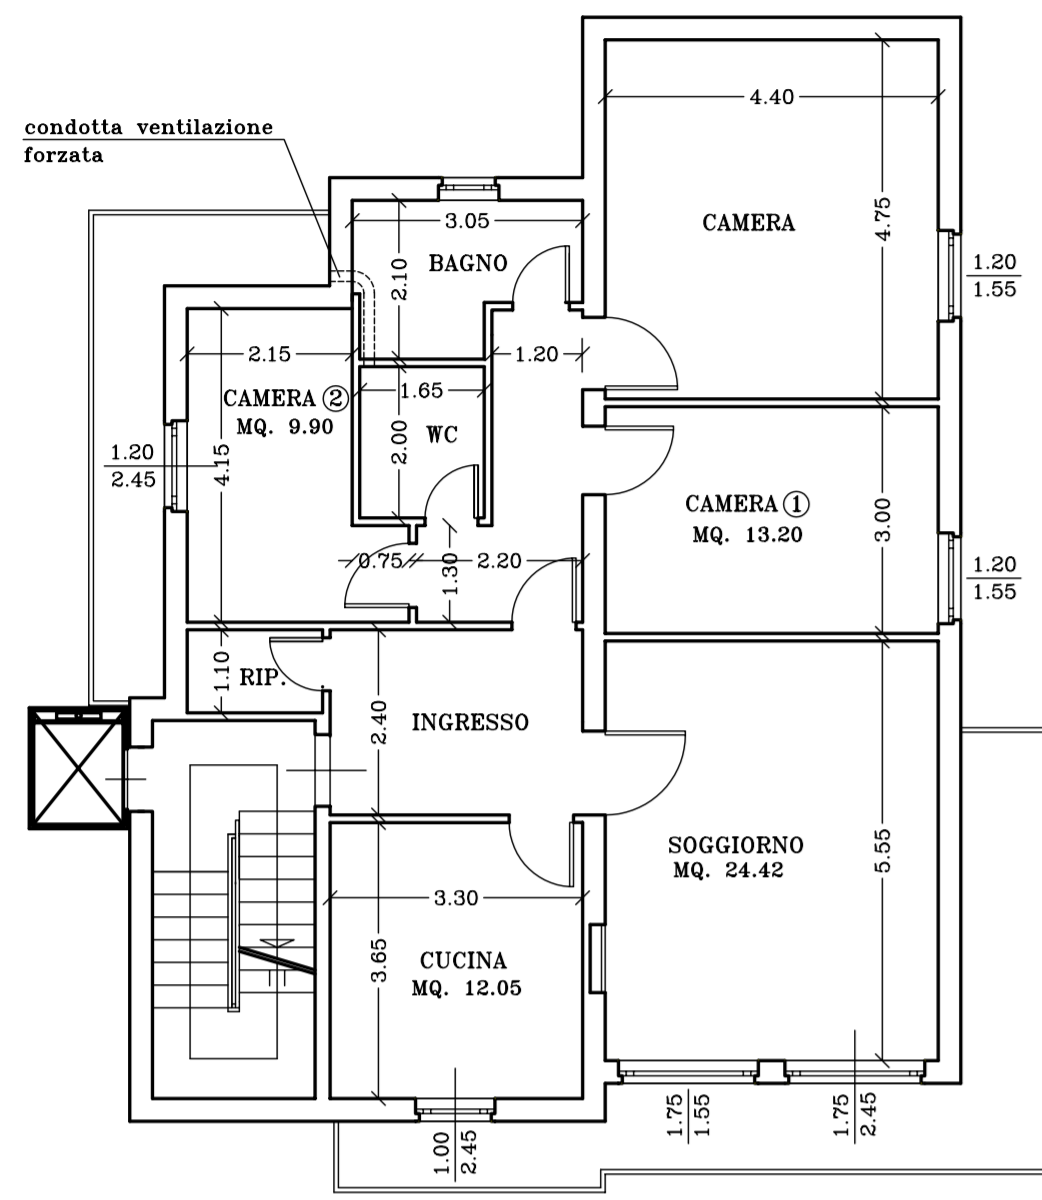 4.40
condotta ventilazione
forzata
3.05
CAMERA
4.75
BAGNO
2.10
1.20
1.55
2.15
1.20
1.65
CAMERA 2
MQ. 9.90
WC
2.00
1.20
2.45
4.15
CAMERA 1
MQ. 13.20
3.00
0.75
2.20
1.30
1.20
1.55
1.10
RIP.
2.40
INGRESSO
SOGGIORNO
MQ. 24.42
5.55
3.30
3.65
CUCINA
MQ. 12.05
1.75
1.55
1.75
2.45
1.00
2.45